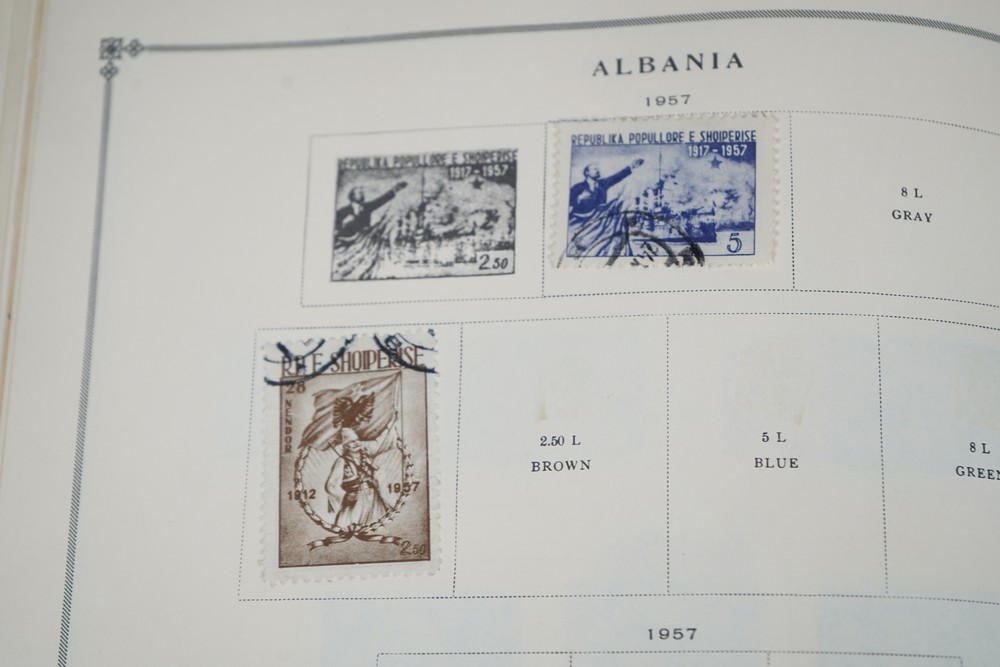 ALBANIA
1957
REPUBLIKA POPULLORE E SHQIPERISE
1917-1957
2.50
REPUBLIKA POPULLORE E SHQIPERISE
1917-1957
5
8 L
GRAY
E SHQIPERISE
28
NENDOR
1912 1957
2.50
2.50 L
BROWN
5 L
BLUE
8 L
GREEN
1957